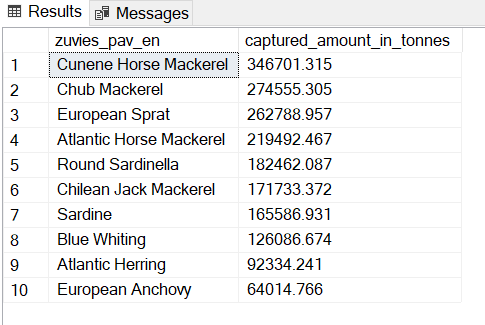 Results Messages
zuvies_pav_en captured_amount_in_tonnes
1 Cunene Horse Mackerel 346701.315
2 Chub Mackerel 274555.305
3 European Sprat 262788.957
4 Atlantic Horse Mackerel 219492.467
5 Round Sardinella 182462.087
6 Chilean Jack Mackerel 171733.372
7 Sardine 165586.931
8 Blue Whiting 126086.674
9 Atlantic Herring 92334.241
10 European Anchovy 64014.766